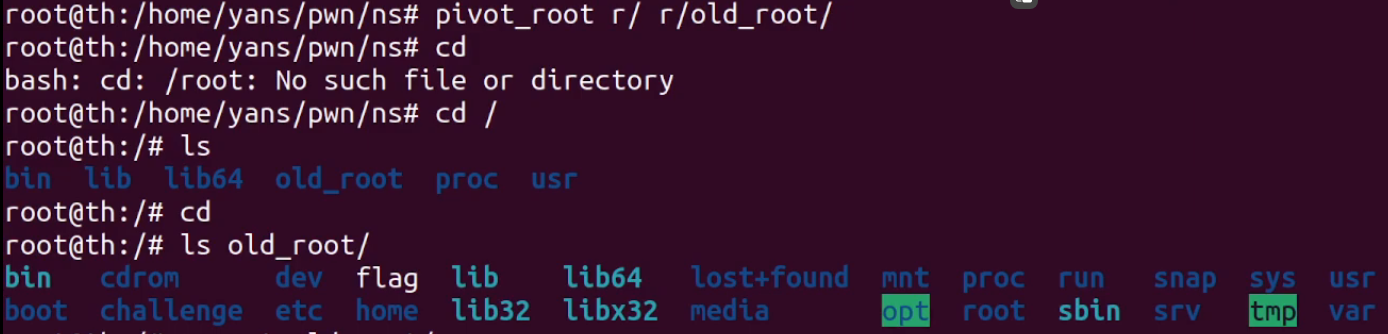 root@th:/home/yans/pwn/ns# pivot_root r/ r/old_root/
root@th:/home/yans/pwn/ns# cd
bash: cd: /root: No such file or directory
root@th:/home/yans/pwn/ns# cd /
root@th:/# ls
bin lib lib64 old_root proc usr
root@th:/# cd
root@th:/# ls old_root/
bin cdrom dev flag lib lib64 lost+found mnt proc run snap sys usr
boot challenge etc home lib32 libx32 media opt root sbin srv tmp var